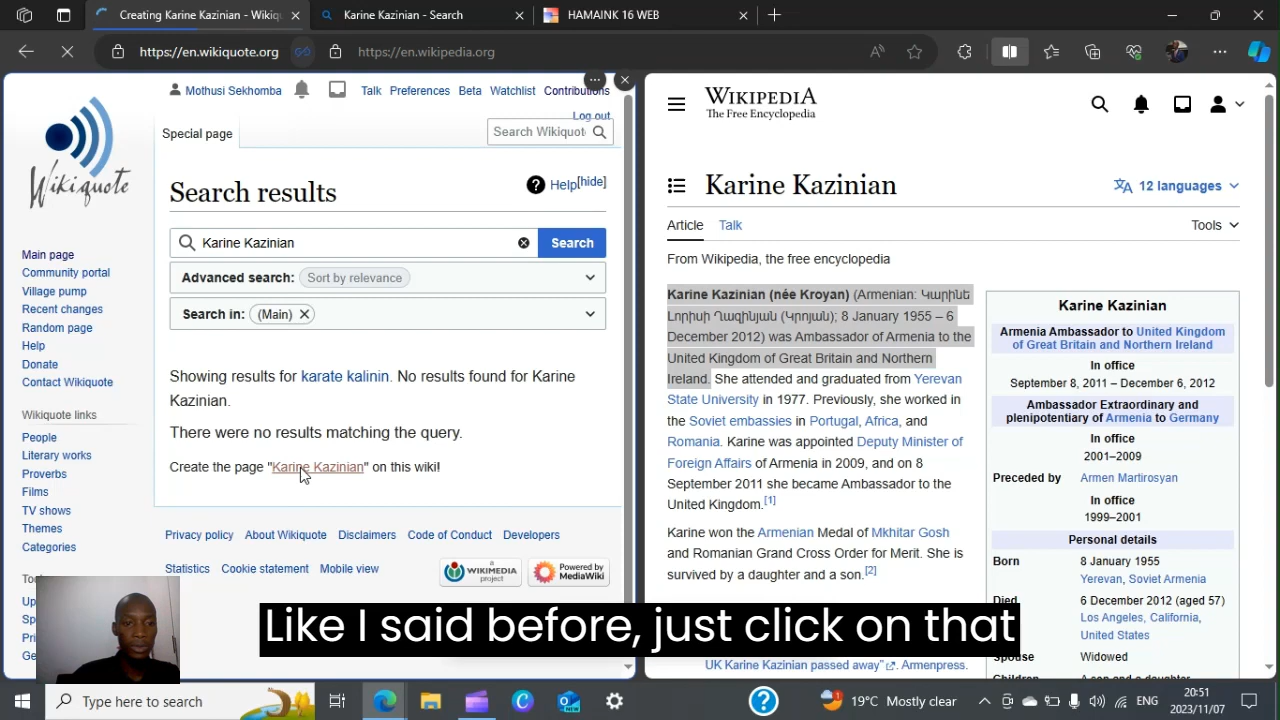 Creating Karine Kazinian - Wikiq
Karine Kazinian - Search
HAMAINK 16 WEB
https://en.wikiquote.org
https://en.wikipedia.org
Mothusi Sekhomba
Talk Preferences Beta Watchlist Contributions
Log out
Wikiquote
Special page
Search Wikiquot
Search results
Help[hide]
Karine Kazinian
Search
Advanced search: Sort by relevance
Search in: (Main)
Showing results for karate kalinin. No results found for Karine
Kazinian.
There were no results matching the query.
Create the page "Karine Kazinian" on this wiki!
Main page
Community portal
Village pump
Recent changes
Random page
Help
Donate
Contact Wikiquote
Wikiquote links
People
Literary works
Proverbs
Films
TV shows
Themes
Categories
Privacy policy About Wikiquote Disclaimers Code of Conduct Developers
Statistics Cookie statement Mobile view
a WIKIMEDIA project
Powered by MediaWiki
WIKIPEDIA
The Free Encyclopedia
Karine Kazinian
12 languages
Article Talk
Tools
From Wikipedia, the free encyclopedia
Karine Kazinian (née Kroyan) (Armenian: Կարինե
Լորիսի Ղազինյան (Կրոյան); 8 January 1955 – 6
December 2012) was Ambassador of Armenia to the
United Kingdom of Great Britain and Northern
Ireland. She attended and graduated from Yerevan
State University in 1977. Previously, she worked in
the Soviet embassies in Portugal, Africa, and
Romania. Karine was appointed Deputy Minister of
Foreign Affairs of Armenia in 2009, and on 8
September 2011 she became Ambassador to the
United Kingdom.[1]
Karine won the Armenian Medal of Mkhitar Gosh
and Romanian Grand Cross Order for Merit. She is
survived by a daughter and a son.[2]
Karine Kazinian
Armenia Ambassador to United Kingdom
of Great Britain and Northern Ireland
In office
September 8, 2011 – December 6, 2012
Ambassador Extraordinary and
plenipotentiary of Armenia to Germany
In office
2001–2009
Preceded by Armen Martirosyan
In office
1999–2001
Personal details
Born 8 January 1955
Yerevan, Soviet Armenia
Died 6 December 2012 (aged 57)
Los Angeles, California,
United States
Spouse Widowed
UK Karine Kazinian passed away". Armenpress.
Like I said before, just click on that
Type here to search
19°C Mostly clear
ENG
20:51
2023/11/07